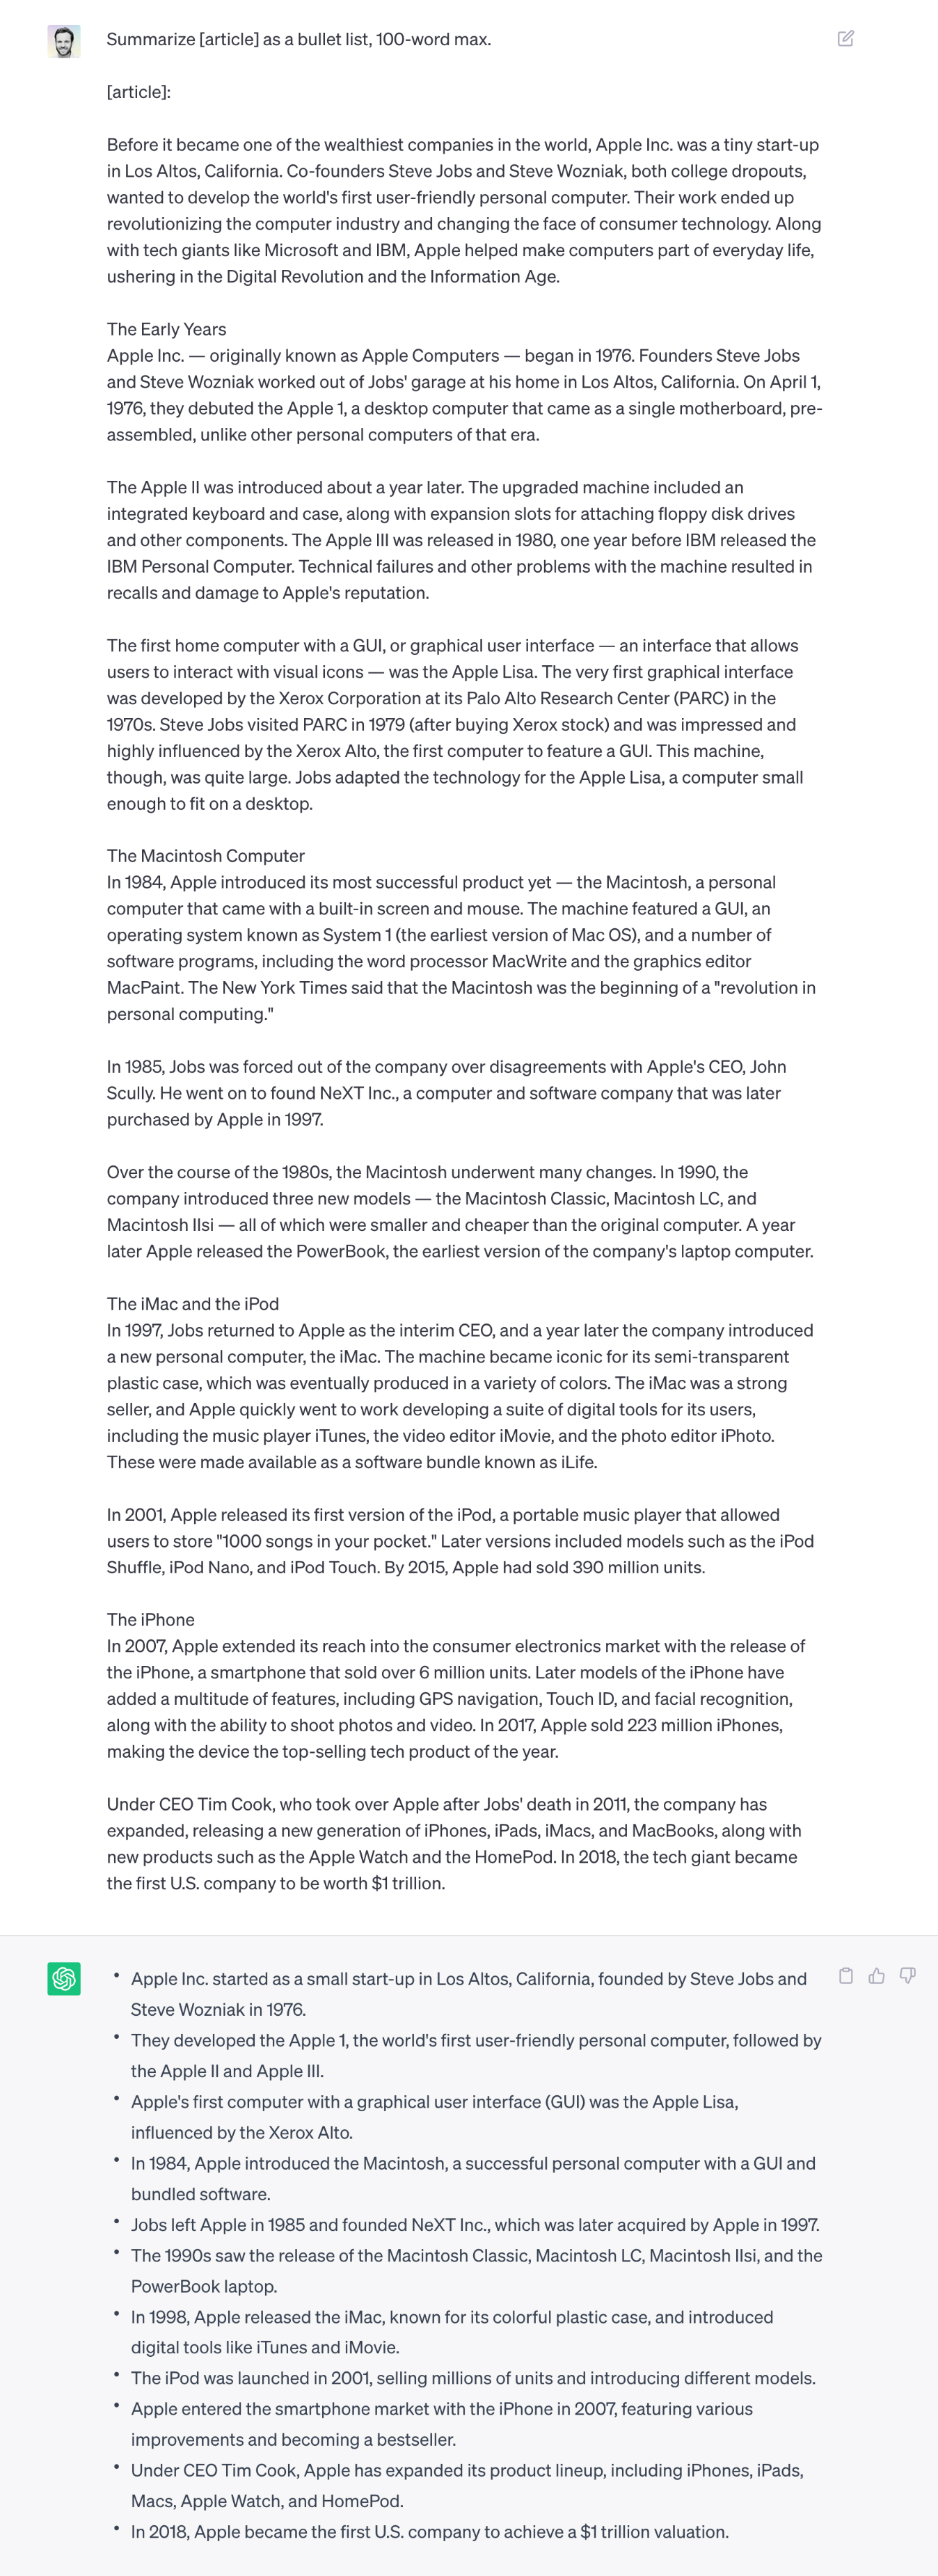 Summarize [article] as a bullet list, 100-word max.
[article]:
Before it became one of the wealthiest companies in the world, Apple Inc. was a tiny start-up
in Los Altos, California. Co-founders Steve Jobs and Steve Wozniak, both college dropouts,
wanted to develop the world's first user-friendly personal computer. Their work ended up
revolutionizing the computer industry and changing the face of consumer technology. Along
with tech giants like Microsoft and IBM, Apple helped make computers part of everyday life,
ushering in the Digital Revolution and the Information Age.
The Early Years
Apple Inc. — originally known as Apple Computers — began in 1976. Founders Steve Jobs
and Steve Wozniak worked out of Jobs' garage at his home in Los Altos, California. On April 1,
1976, they debuted the Apple 1, a desktop computer that came as a single motherboard, pre-
assembled, unlike other personal computers of that era.
The Apple II was introduced about a year later. The upgraded machine included an
integrated keyboard and case, along with expansion slots for attaching floppy disk drives
and other components. The Apple III was released in 1980, one year before IBM released the
IBM Personal Computer. Technical failures and other problems with the machine resulted in
recalls and damage to Apple's reputation.
The first home computer with a GUI, or graphical user interface — an interface that allows
users to interact with visual icons — was the Apple Lisa. The very first graphical interface
was developed by the Xerox Corporation at its Palo Alto Research Center (PARC) in the
1970s. Steve Jobs visited PARC in 1979 (after buying Xerox stock) and was impressed and
highly influenced by the Xerox Alto, the first computer to feature a GUI. This machine,
though, was quite large. Jobs adapted the technology for the Apple Lisa, a computer small
enough to fit on a desktop.
The Macintosh Computer
In 1984, Apple introduced its most successful product yet — the Macintosh, a personal
computer that came with a built-in screen and mouse. The machine featured a GUI, an
operating system known as System 1 (the earliest version of Mac OS), and a number of
software programs, including the word processor MacWrite and the graphics editor
MacPaint. The New York Times said that the Macintosh was the beginning of a "revolution in
personal computing."
In 1985, Jobs was forced out of the company over disagreements with Apple's CEO, John
Scully. He went on to found NeXT Inc., a computer and software company that was later
purchased by Apple in 1997.
Over the course of the 1980s, the Macintosh underwent many changes. In 1990, the
company introduced three new models — the Macintosh Classic, Macintosh LC, and
Macintosh IIsi — all of which were smaller and cheaper than the original computer. A year
later Apple released the PowerBook, the earliest version of the company's laptop computer.
The iMac and the iPod
In 1997, Jobs returned to Apple as the interim CEO, and a year later the company introduced
a new personal computer, the iMac. The machine became iconic for its semi-transparent
plastic case, which was eventually produced in a variety of colors. The iMac was a strong
seller, and Apple quickly went to work developing a suite of digital tools for its users,
including the music player iTunes, the video editor iMovie, and the photo editor iPhoto.
These were made available as a software bundle known as iLife.
In 2001, Apple released its first version of the iPod, a portable music player that allowed
users to store "1000 songs in your pocket." Later versions included models such as the iPod
Shuffle, iPod Nano, and iPod Touch. By 2015, Apple had sold 390 million units.
The iPhone
In 2007, Apple extended its reach into the consumer electronics market with the release of
the iPhone, a smartphone that sold over 6 million units. Later models of the iPhone have
added a multitude of features, including GPS navigation, Touch ID, and facial recognition,
along with the ability to shoot photos and video. In 2017, Apple sold 223 million iPhones,
making the device the top-selling tech product of the year.
Under CEO Tim Cook, who took over Apple after Jobs' death in 2011, the company has
expanded, releasing a new generation of iPhones, iPads, iMacs, and MacBooks, along with
new products such as the Apple Watch and the HomePod. In 2018, the tech giant became
the first U.S. company to be worth $1 trillion.
• Apple Inc. started as a small start-up in Los Altos, California, founded by Steve Jobs and
Steve Wozniak in 1976.
• They developed the Apple 1, the world's first user-friendly personal computer, followed by
the Apple II and Apple III.
• Apple's first computer with a graphical user interface (GUI) was the Apple Lisa,
influenced by the Xerox Alto.
• In 1984, Apple introduced the Macintosh, a successful personal computer with a GUI and
bundled software.
• Jobs left Apple in 1985 and founded NeXT Inc., which was later acquired by Apple in 1997.
• The 1990s saw the release of the Macintosh Classic, Macintosh LC, Macintosh IIsi, and the
PowerBook laptop.
• In 1998, Apple released the iMac, known for its colorful plastic case, and introduced
digital tools like iTunes and iMovie.
• The iPod was launched in 2001, selling millions of units and introducing different models.
• Apple entered the smartphone market with the iPhone in 2007, featuring various
improvements and becoming a bestseller.
• Under CEO Tim Cook, Apple has expanded its product lineup, including iPhones, iPads,
Macs, Apple Watch, and HomePod.
• In 2018, Apple became the first U.S. company to achieve a $1 trillion valuation.